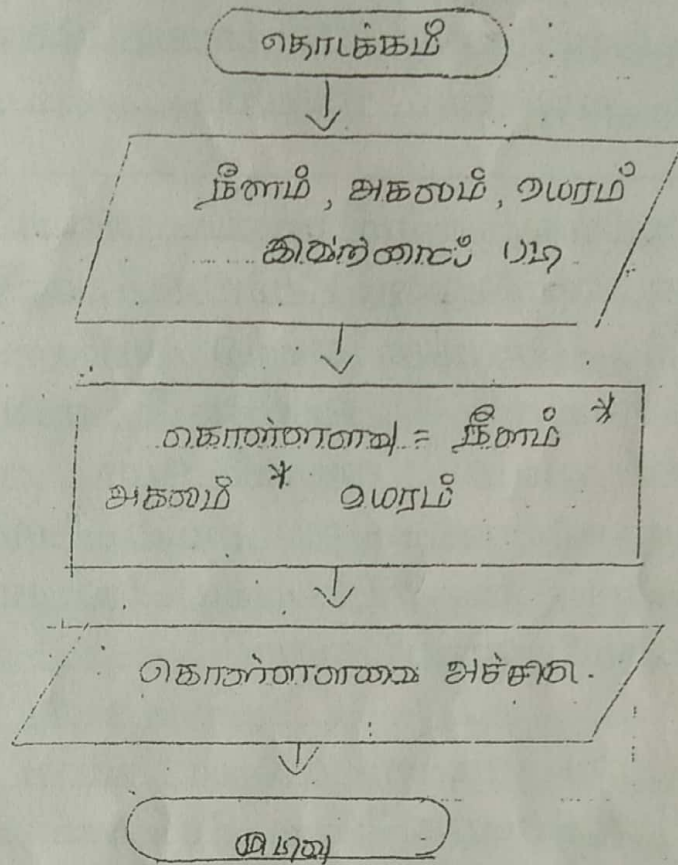 தொடக்கம்
நீளம், அகலம், உயரம்
இவற்றைப் படி
கொள்ளளவு = நீளம் *
அகலம் * உயரம்
கொள்ளளவை அச்சிடு.
முடிவு